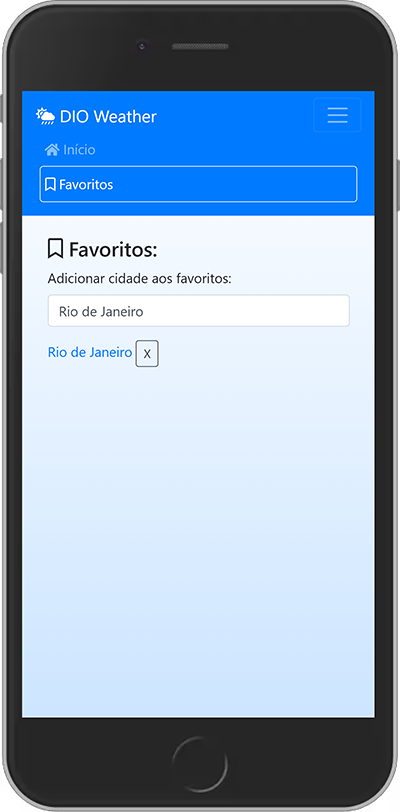 DIO Weather
Início
Favoritos
Favoritos:
Adicionar cidade aos favoritos:
Rio de Janeiro
Rio de Janeiro X